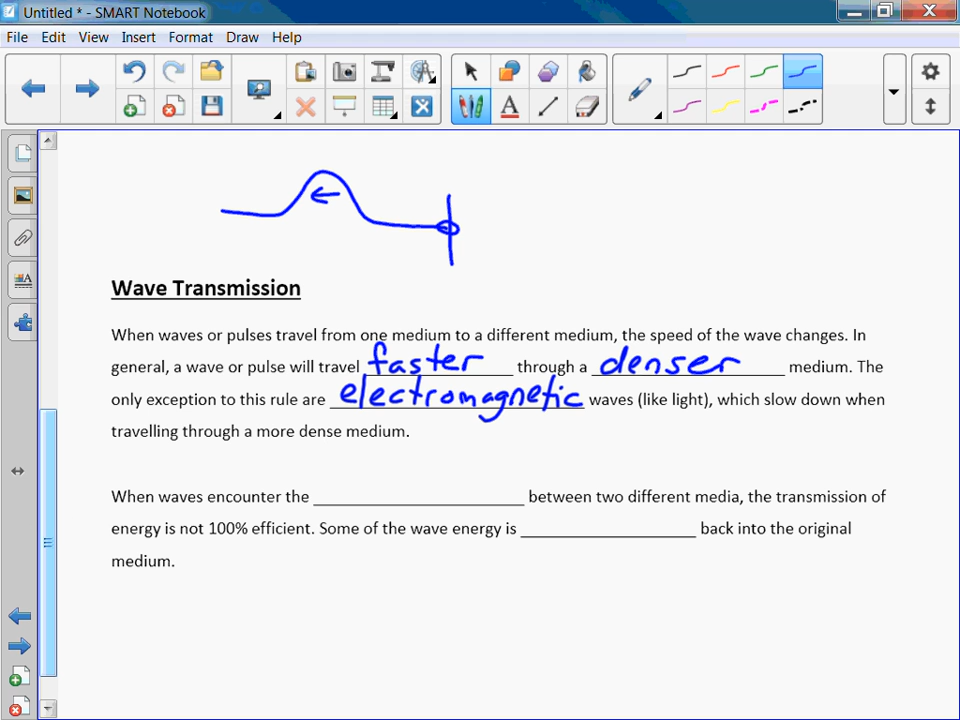 Untitled * - SMART Notebook
File Edit View Insert Format Draw Help
Wave Transmission
When waves or pulses travel from one medium to a different medium, the speed of the wave changes. In
general, a wave or pulse will travel faster through a denser medium. The
only exception to this rule are electromagnetic waves (like light), which slow down when
travelling through a more dense medium.
When waves encounter the ______________________ between two different media, the transmission of
energy is not 100% efficient. Some of the wave energy is __________________ back into the original
medium.